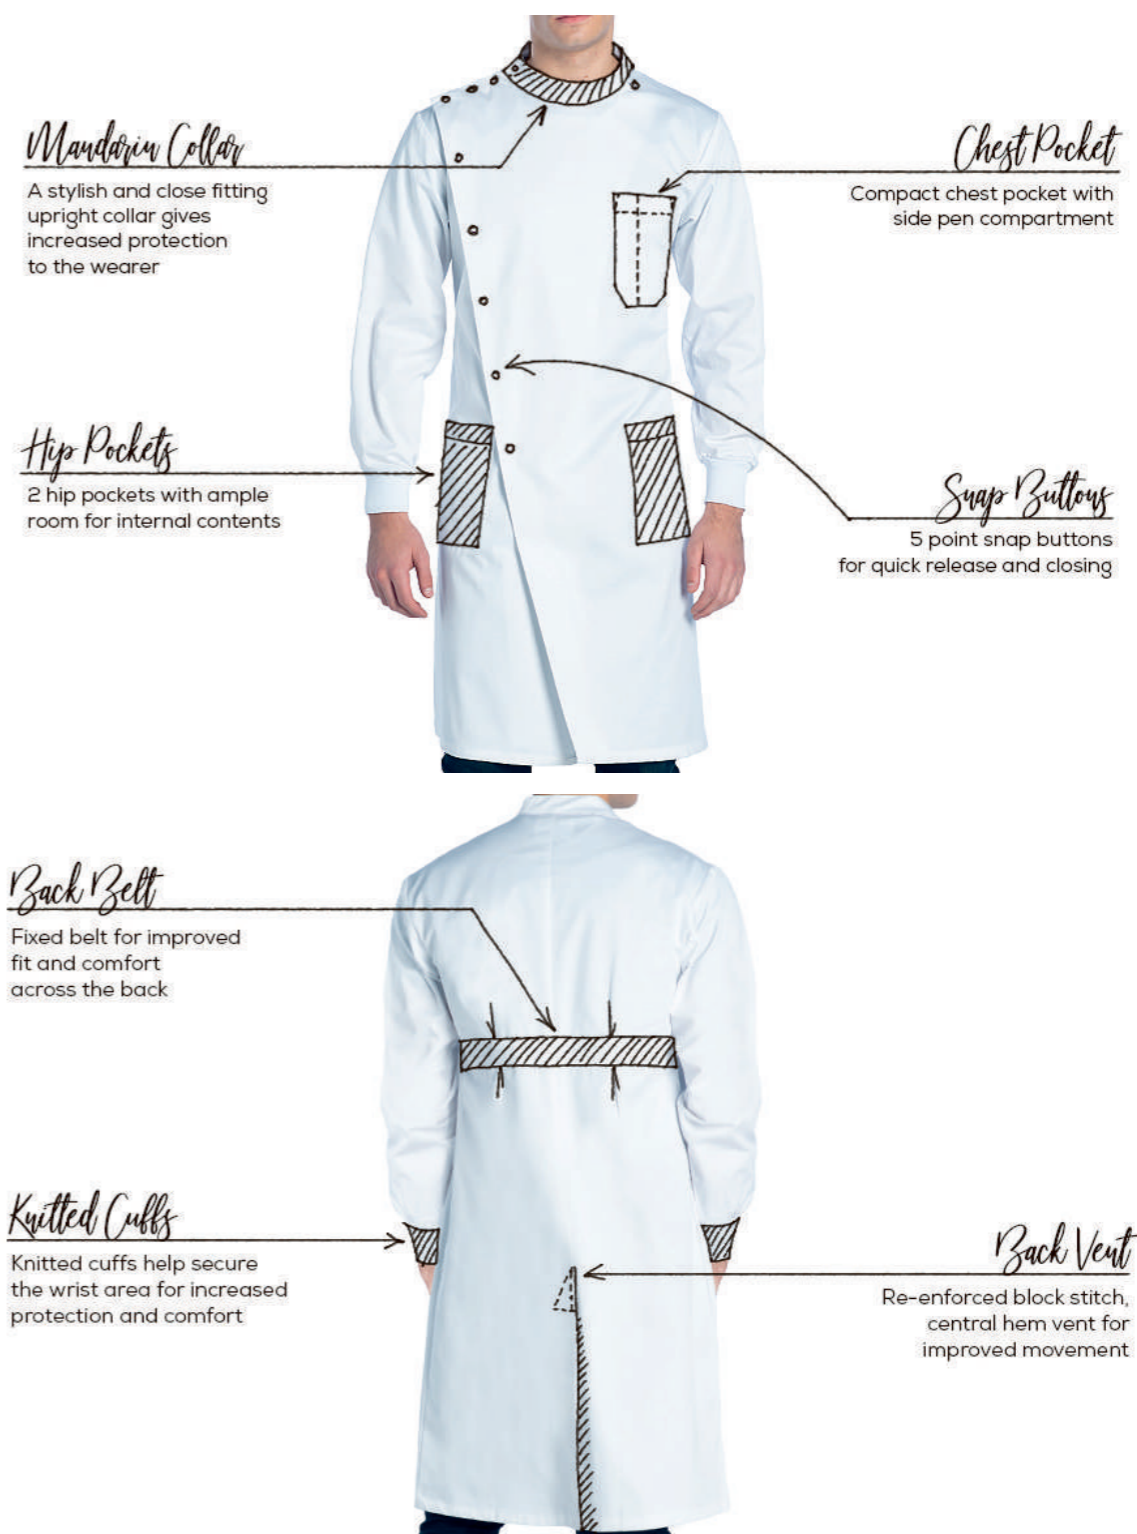 Mandarin Collar
A stylish and close fitting
upright collar gives
increased protection
to the wearer
Chest Pocket
Compact chest pocket with
side pen compartment
Hip Pockets
2 hip pockets with ample
room for internal contents
Snap Buttons
5 point snap buttons
for quick release and closing
Back Belt
Fixed belt for improved
fit and comfort
across the back
Knitted Cuffs
Knitted cuffs help secure
the wrist area for increased
protection and comfort
Back Vent
Re-enforced block stitch,
central hem vent for
improved movement